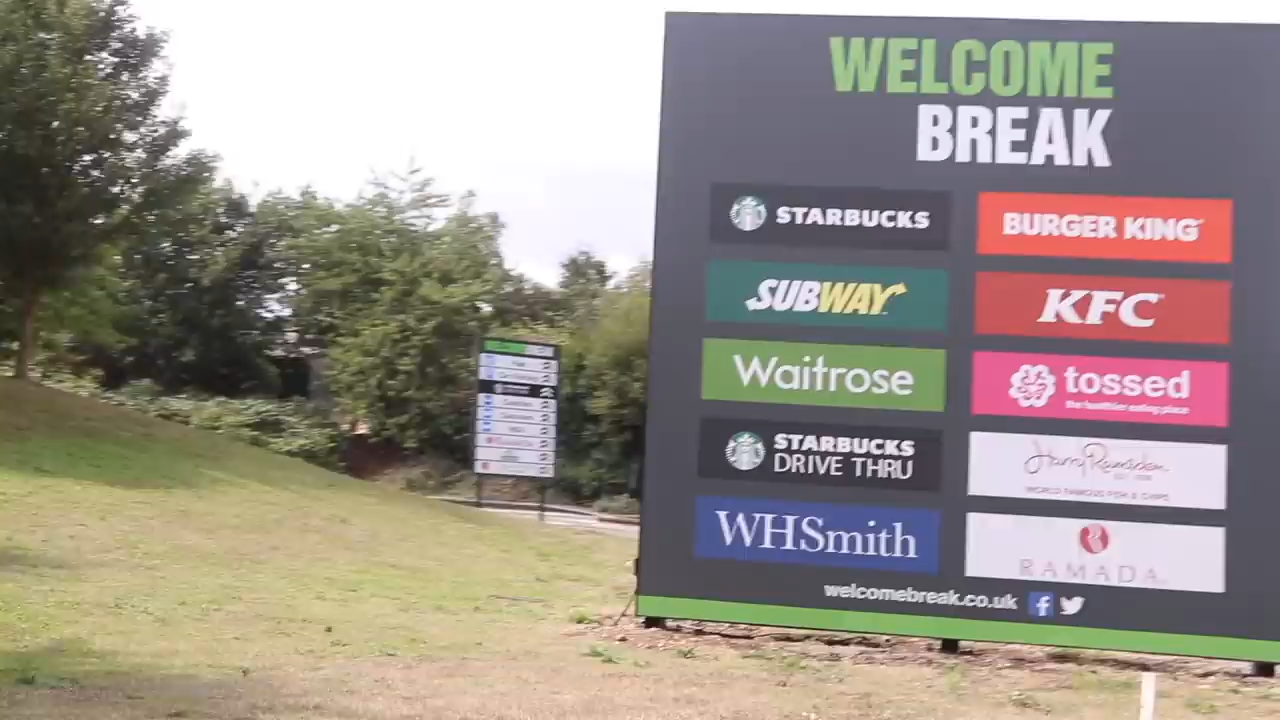 WELCOME
BREAK
STARBUCKS
BURGER KING
SUBWAY
KFC
Waitrose
tossed
the healthier eating place
STARBUCKS
DRIVE THRU
Harry Ramsden
WORLD FAMOUS FISH & CHIPS
WHSmith
RAMADA
welcomebreak.co.uk